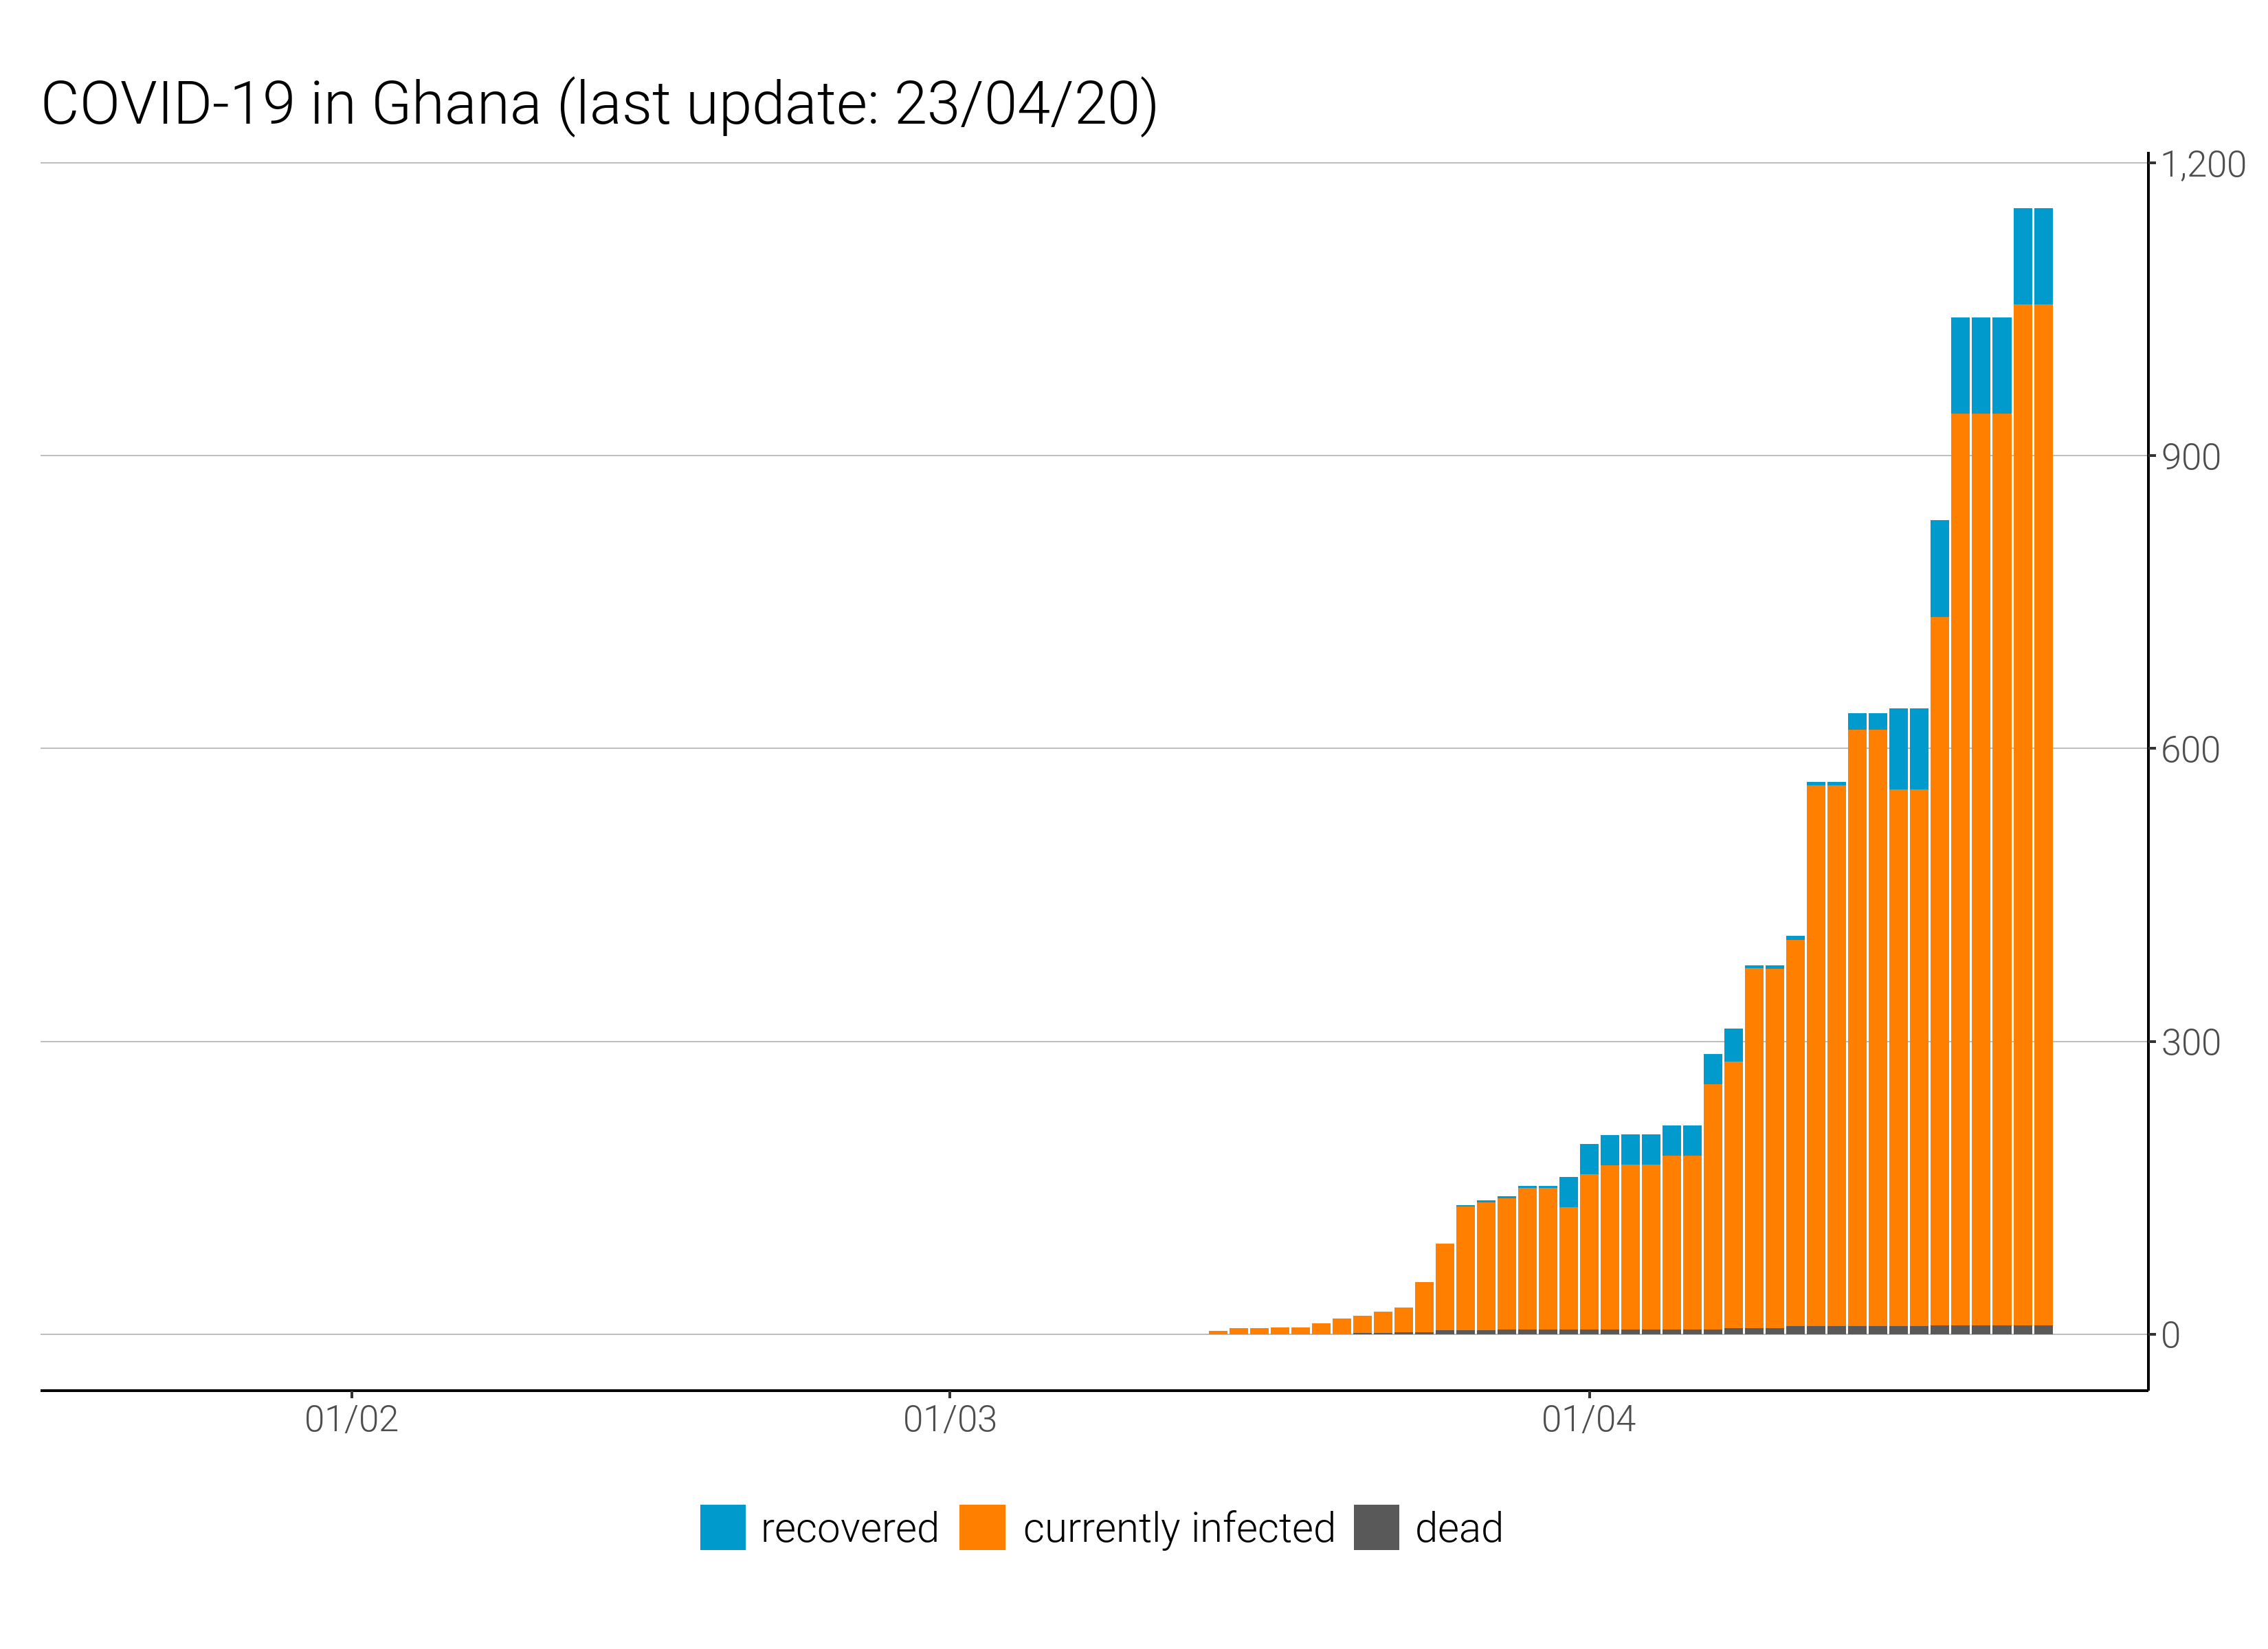 COVID-19 in Ghana (last update: 23/04/20)
1,200
900
600
300
0
01/02 01/03 01/04
recovered currently infected dead